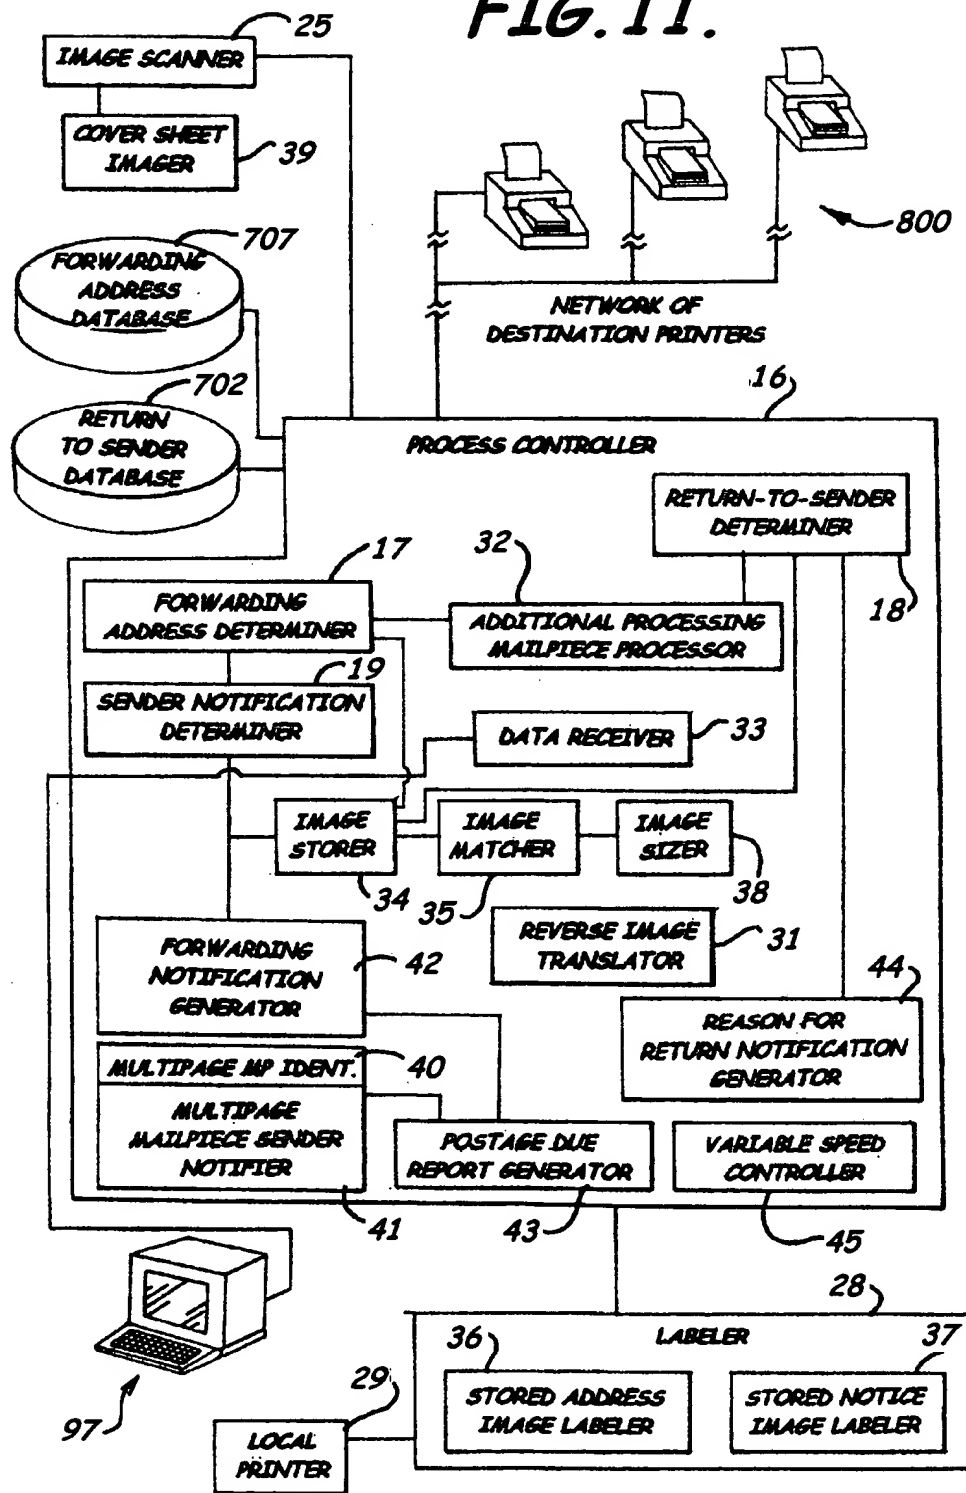 FIG. 11.
25
IMAGE SCANNER
COVER SHEET
IMAGER
39
707
FORWARDING
ADDRESS
DATABASE
800
NETWORK OF
DESTINATION PRINTERS
702
RETURN
TO SENDER
DATABASE
16
PROCESS CONTROLLER
RETURN-TO-SENDER
DETERMINER
18
17
FORWARDING
ADDRESS DETERMINER
32
ADDITIONAL PROCESSING
MAILPIECE PROCESSOR
19
SENDER NOTIFICATION
DETERMINER
DATA RECEIVER
33
IMAGE
STORER
34
IMAGE
MATCHER
35
IMAGE
SIZER
38
REVERSE IMAGE
TRANSLATOR
31
FORWARDING
NOTIFICATION
GENERATOR
42
44
REASON FOR
RETURN NOTIFICATION
GENERATOR
MULTIPAGE MP IDENT.
40
MULTIPAGE
MAILPIECE SENDER
NOTIFIER
41
POSTAGE DUE
REPORT GENERATOR
43
VARIABLE SPEED
CONTROLLER
45
97
28
LABELER
36
STORED ADDRESS
IMAGE LABELER
37
STORED NOTICE
IMAGE LABELER
29
LOCAL
PRINTER